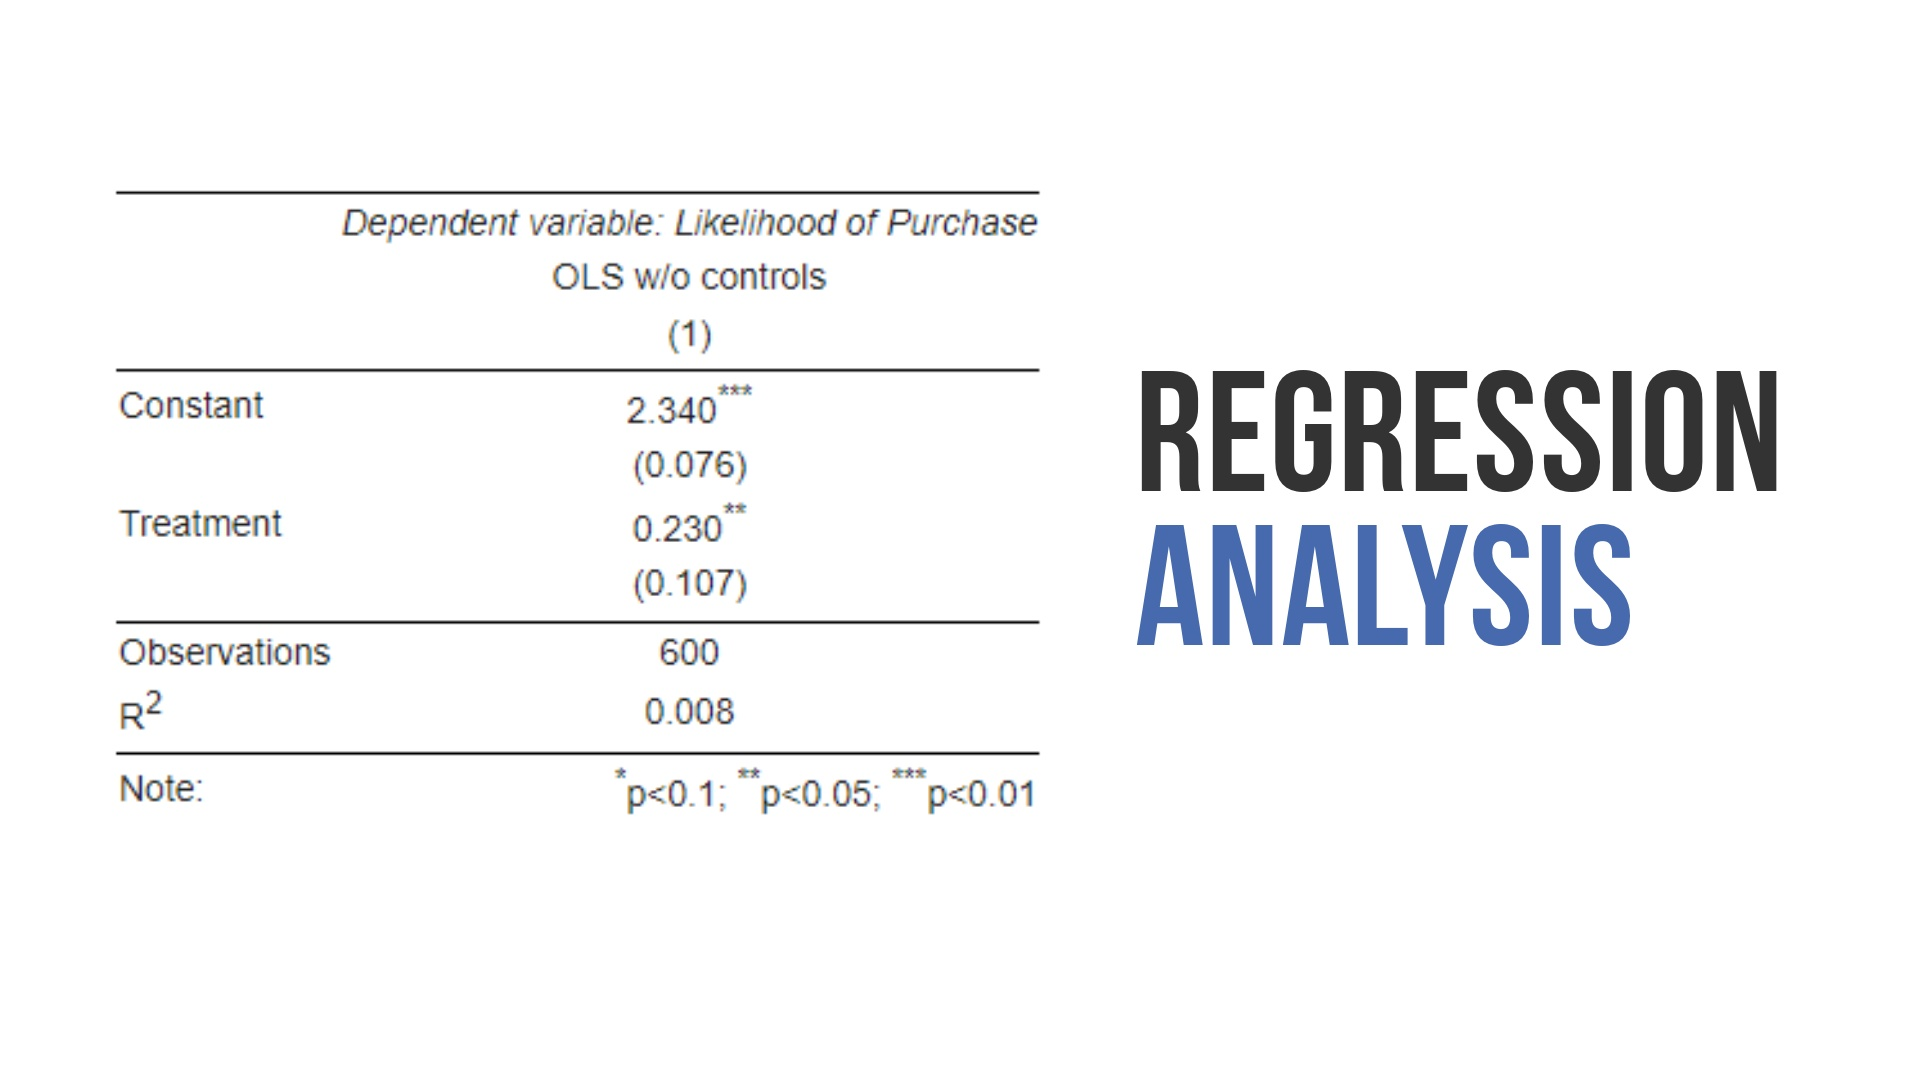 Dependent variable: Likelihood of Purchase
OLS w/o controls
(1)
Constant 2.340***
(0.076)
Treatment 0.230**
(0.107)
Observations 600
R² 0.008
Note: *p<0.1; **p<0.05; ***p<0.01
REGRESSION
ANALYSIS